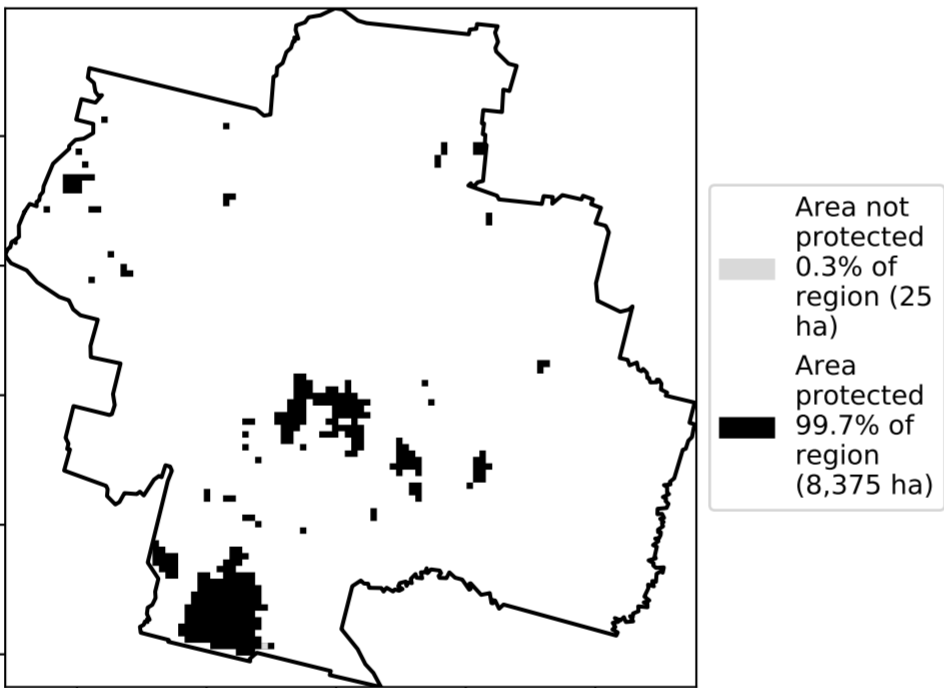 Area not
protected
0.3% of
region (25
ha)
Area
protected
99.7% of
region
(8,375 ha)